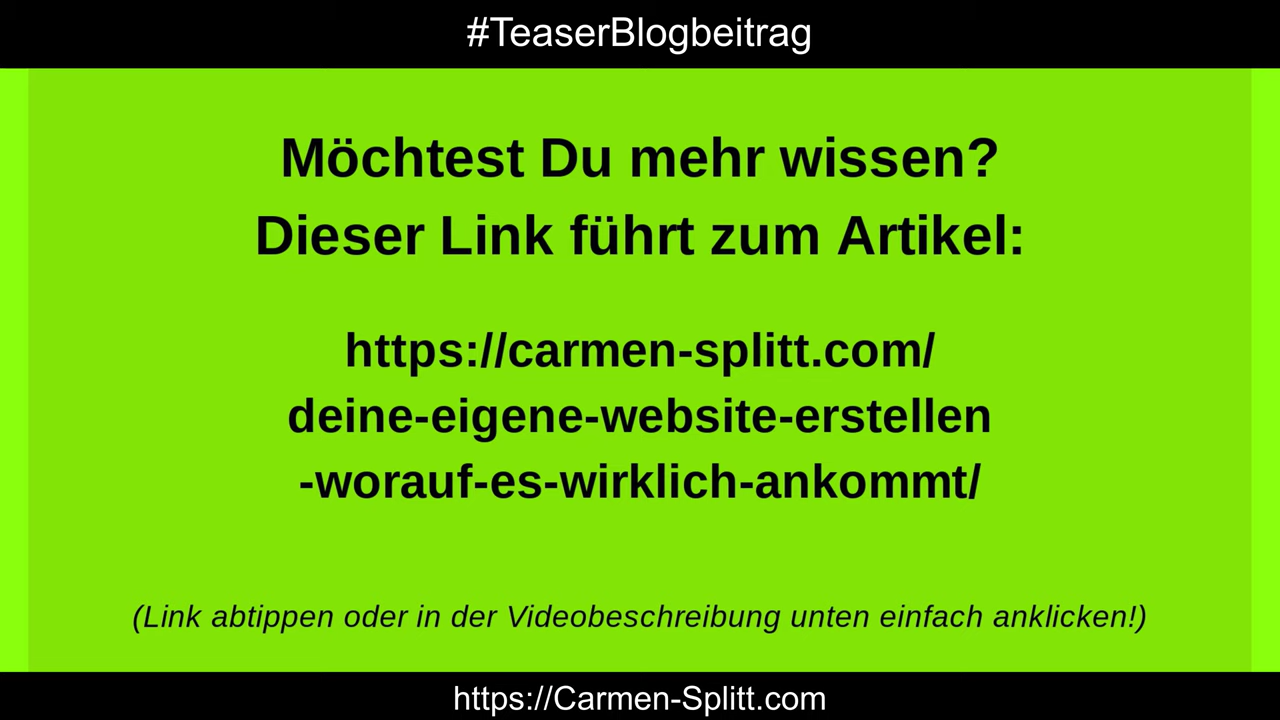 #TeaserBlogbeitrag
Möchtest Du mehr wissen?
Dieser Link führt zum Artikel:
https://carmen-splitt.com/
deine-eigene-website-erstellen
-worauf-es-wirklich-ankommt/
(Link abtippen oder in der Videobeschreibung unten einfach anklicken!)
https://Carmen-Splitt.com